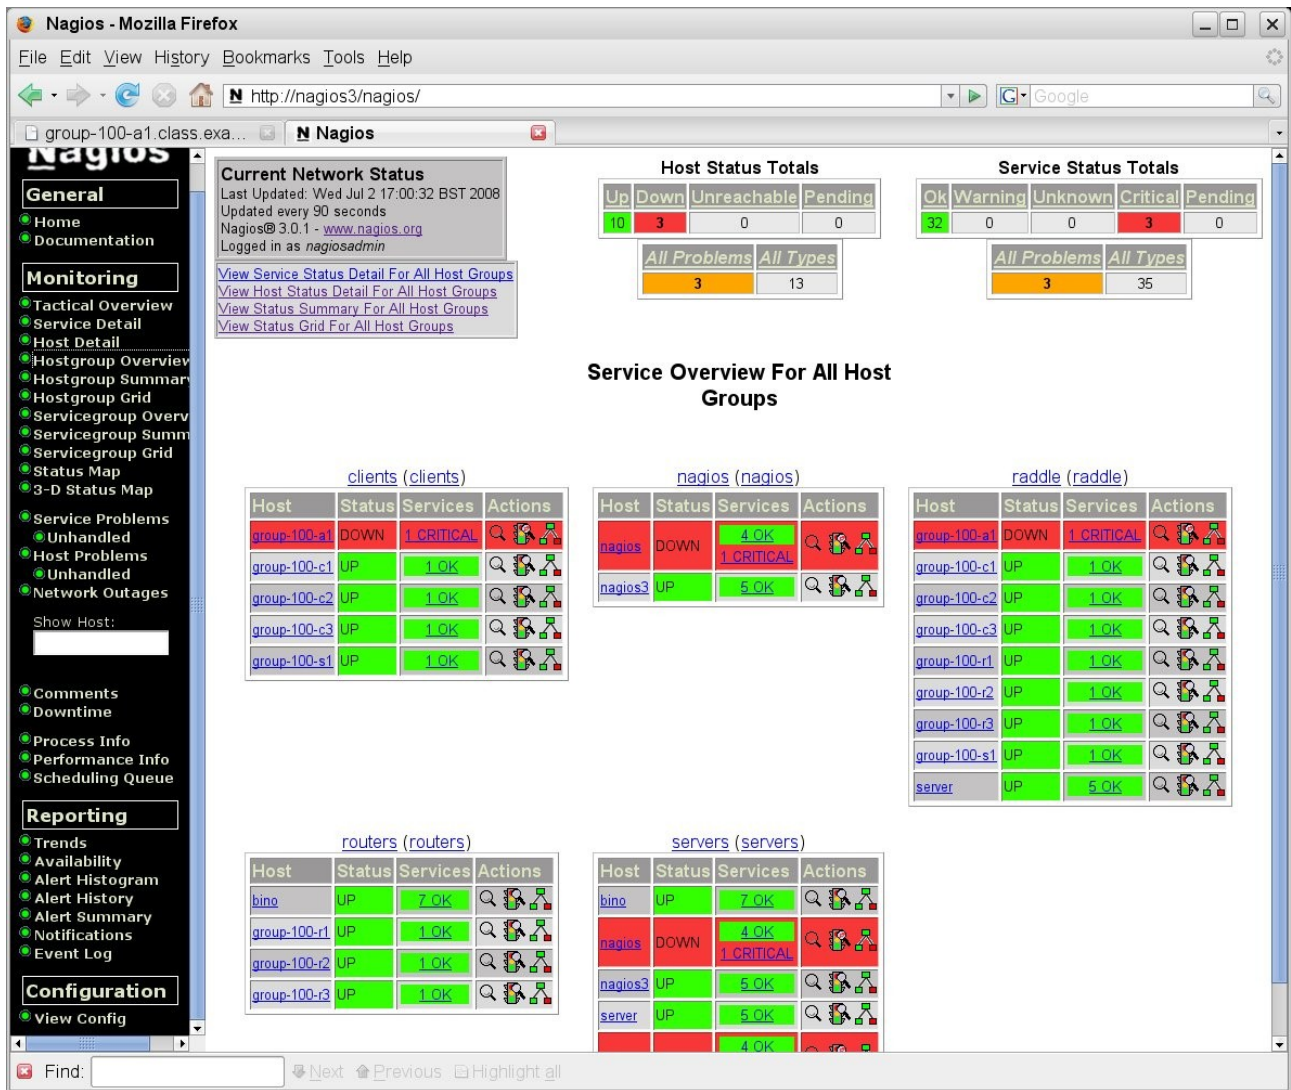 Nagios - Mozilla Firefox
File Edit View History Bookmarks Tools Help
N http://nagios3/nagios/
G Google
group-100-a1.class.exa...
N Nagios
Nagios
General
Home
Documentation
Monitoring
Tactical Overview
Service Detail
Host Detail
Hostgroup Overview
Hostgroup Summar
Hostgroup Grid
Servicegroup Overv
Servicegroup Summ
Servicegroup Grid
Status Map
3-D Status Map
Service Problems
Unhandled
Host Problems
Unhandled
Network Outages
Show Host:
Comments
Downtime
Process Info
Performance Info
Scheduling Queue
Reporting
Trends
Availability
Alert Histogram
Alert History
Alert Summary
Notifications
Event Log
Configuration
View Config
Current Network Status
Last Updated: Wed Jul 2 17:00:32 BST 2008
Updated every 90 seconds
Nagios® 3.0.1 - www.nagios.org
Logged in as nagiosadmin
View Service Status Detail For All Host Groups
View Host Status Detail For All Host Groups
View Status Summary For All Host Groups
View Status Grid For All Host Groups
Host Status Totals
Up Down Unreachable Pending
10 3 0 0
All Problems All Types
3 13
Service Status Totals
Ok Warning Unknown Critical Pending
32 0 0 3 0
All Problems All Types
3 35
Service Overview For All Host
Groups
clients (clients)
Host Status Services Actions
group-100-a1 DOWN 1 CRITICAL
group-100-c1 UP 1 OK
group-100-c2 UP 1 OK
group-100-c3 UP 1 OK
group-100-s1 UP 1 OK
nagios (nagios)
Host Status Services Actions
nagios DOWN 4 OK
1 CRITICAL
nagios3 UP 5 OK
raddle (raddle)
Host Status Services Actions
group-100-a1 DOWN 1 CRITICAL
group-100-c1 UP 1 OK
group-100-c2 UP 1 OK
group-100-c3 UP 1 OK
group-100-r1 UP 1 OK
group-100-r2 UP 1 OK
group-100-r3 UP 1 OK
group-100-s1 UP 1 OK
server UP 5 OK
routers (routers)
Host Status Services Actions
bino UP 7 OK
group-100-r1 UP 1 OK
group-100-r2 UP 1 OK
group-100-r3 UP 1 OK
servers (servers)
Host Status Services Actions
bino UP 7 OK
nagios DOWN 4 OK
1 CRITICAL
nagios3 UP 5 OK
server UP 5 OK
4 OK
Find: Next Previous Highlight all